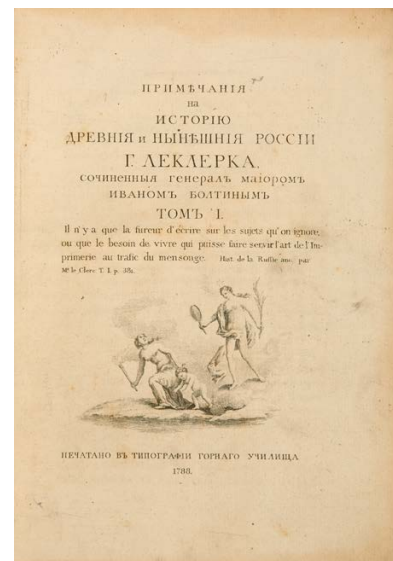 ПРИМѢЧАНІЯ
на
ИСТОРІЮ
ДРЕВНІЯ и НЫНѢШНІЯ РОССІИ
Г. ЛЕКЛЕРКА,
сочиненныя генералъ маіоромъ
ИВАНОМЪ БОЛТИНЫМЪ
ТОМЪ I.
Il n'y a que la fureur d'écrire sur les sujets qu'on ignore,
ou que le besoin de vivre qui puisse faire servir l'art de l'Im-
primerie au trafic du mensonge. Hist. de la Russie anc. par
Mr le Clerc T. I. p.
ПЕЧАТАНО ВЪ ТИПОГРАФІИ ГОРНАГО УЧИЛИЩА
1788.